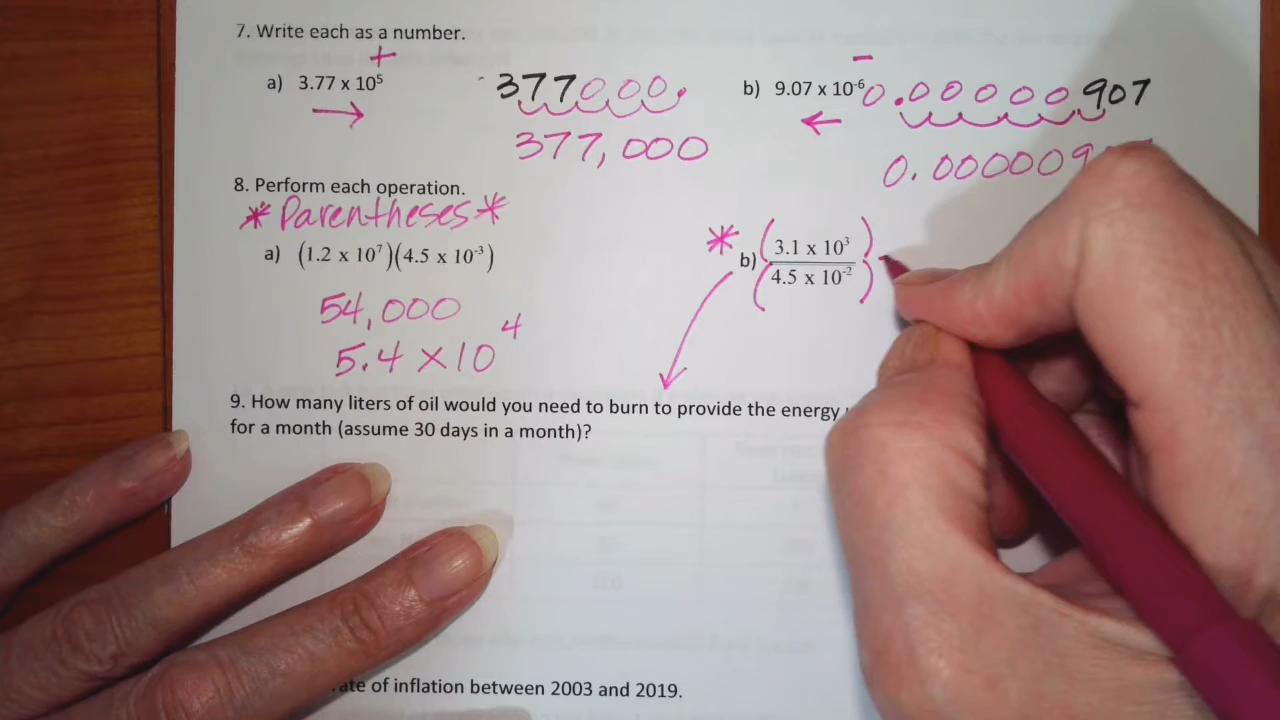 7. Write each as a number.
+
a) 3.77 x 10⁵
377000.
377,000
−
b) 9.07 x 10⁻⁶
0.00000907
0.000009
8. Perform each operation.
* Parentheses *
a) (1.2 x 10⁷)(4.5 x 10⁻³)
54,000
5.4 x 10⁴
* b) (3.1 x 10³)
(4.5 x 10⁻²)
9. How many liters of oil would you need to burn to provide the energy
for a month (assume 30 days in a month)?
of inflation between 2003 and 2019.